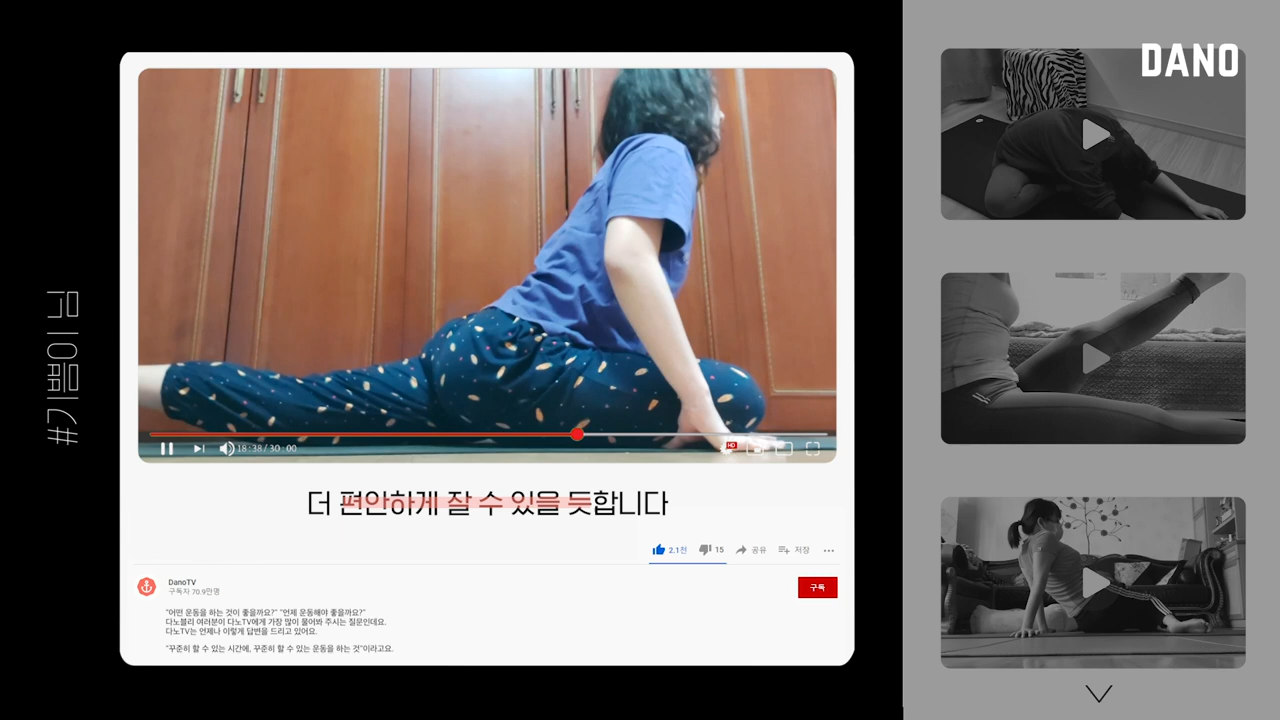 #기쁨이도
DANO
HD
18:38/30:00
더 편안하게 잘 수 있을 듯합니다
2.1천 15 공유 저장
DanoTV
구독자 70.9만명
구독
"어떤 운동을 하는 것이 좋을까요?" "언제 운동해야 좋을까요?"
다노블리 여러분이 다노TV에게 가장 많이 물어봐 주시는 질문인데요.
다노TV는 언제나 이렇게 답변을 드리고 있어요.
"꾸준히 할 수 있는 시간에, 꾸준히 할 수 있는 운동을 하는 것"이라고요.